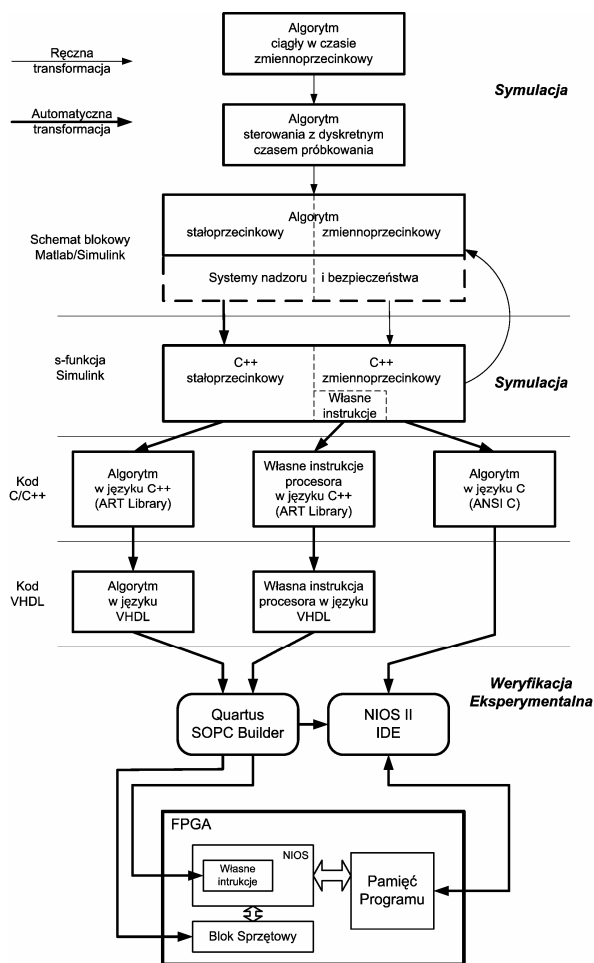 Algorytm
ciągły w czasie
zmiennoprzecinkowy
Ręczna
transformacja
Symulacja
Automatyczna
transformacja
Algorytm
sterowania z dyskretnym
czasem próbkowania
Schemat blokowy
Matlab/Simulink
Algorytm
stałoprzecinkowy zmiennoprzecinkowy
Systemy nadzoru i bezpieczeństwa
s-funkcja
Simulink
C++
stałoprzecinkowy
C++
zmiennoprzecinkowy
Własne
instrukcje
Symulacja
Kod
C/C++
Algorytm
w języku C++
(ART Library)
Własne instrukcje
procesora
w języku C++
(ART Library)
Algorytm
w języku C
(ANSI C)
Kod
VHDL
Algorytm
w języku
VHDL
Własna instrukcja
procesora w języku
VHDL
Weryfikacja
Eksperymentalna
Quartus
SOPC Builder
NIOS II
IDE
FPGA
NIOS
Własne
intrukcje
Pamięć
Programu
Blok Sprzętowy